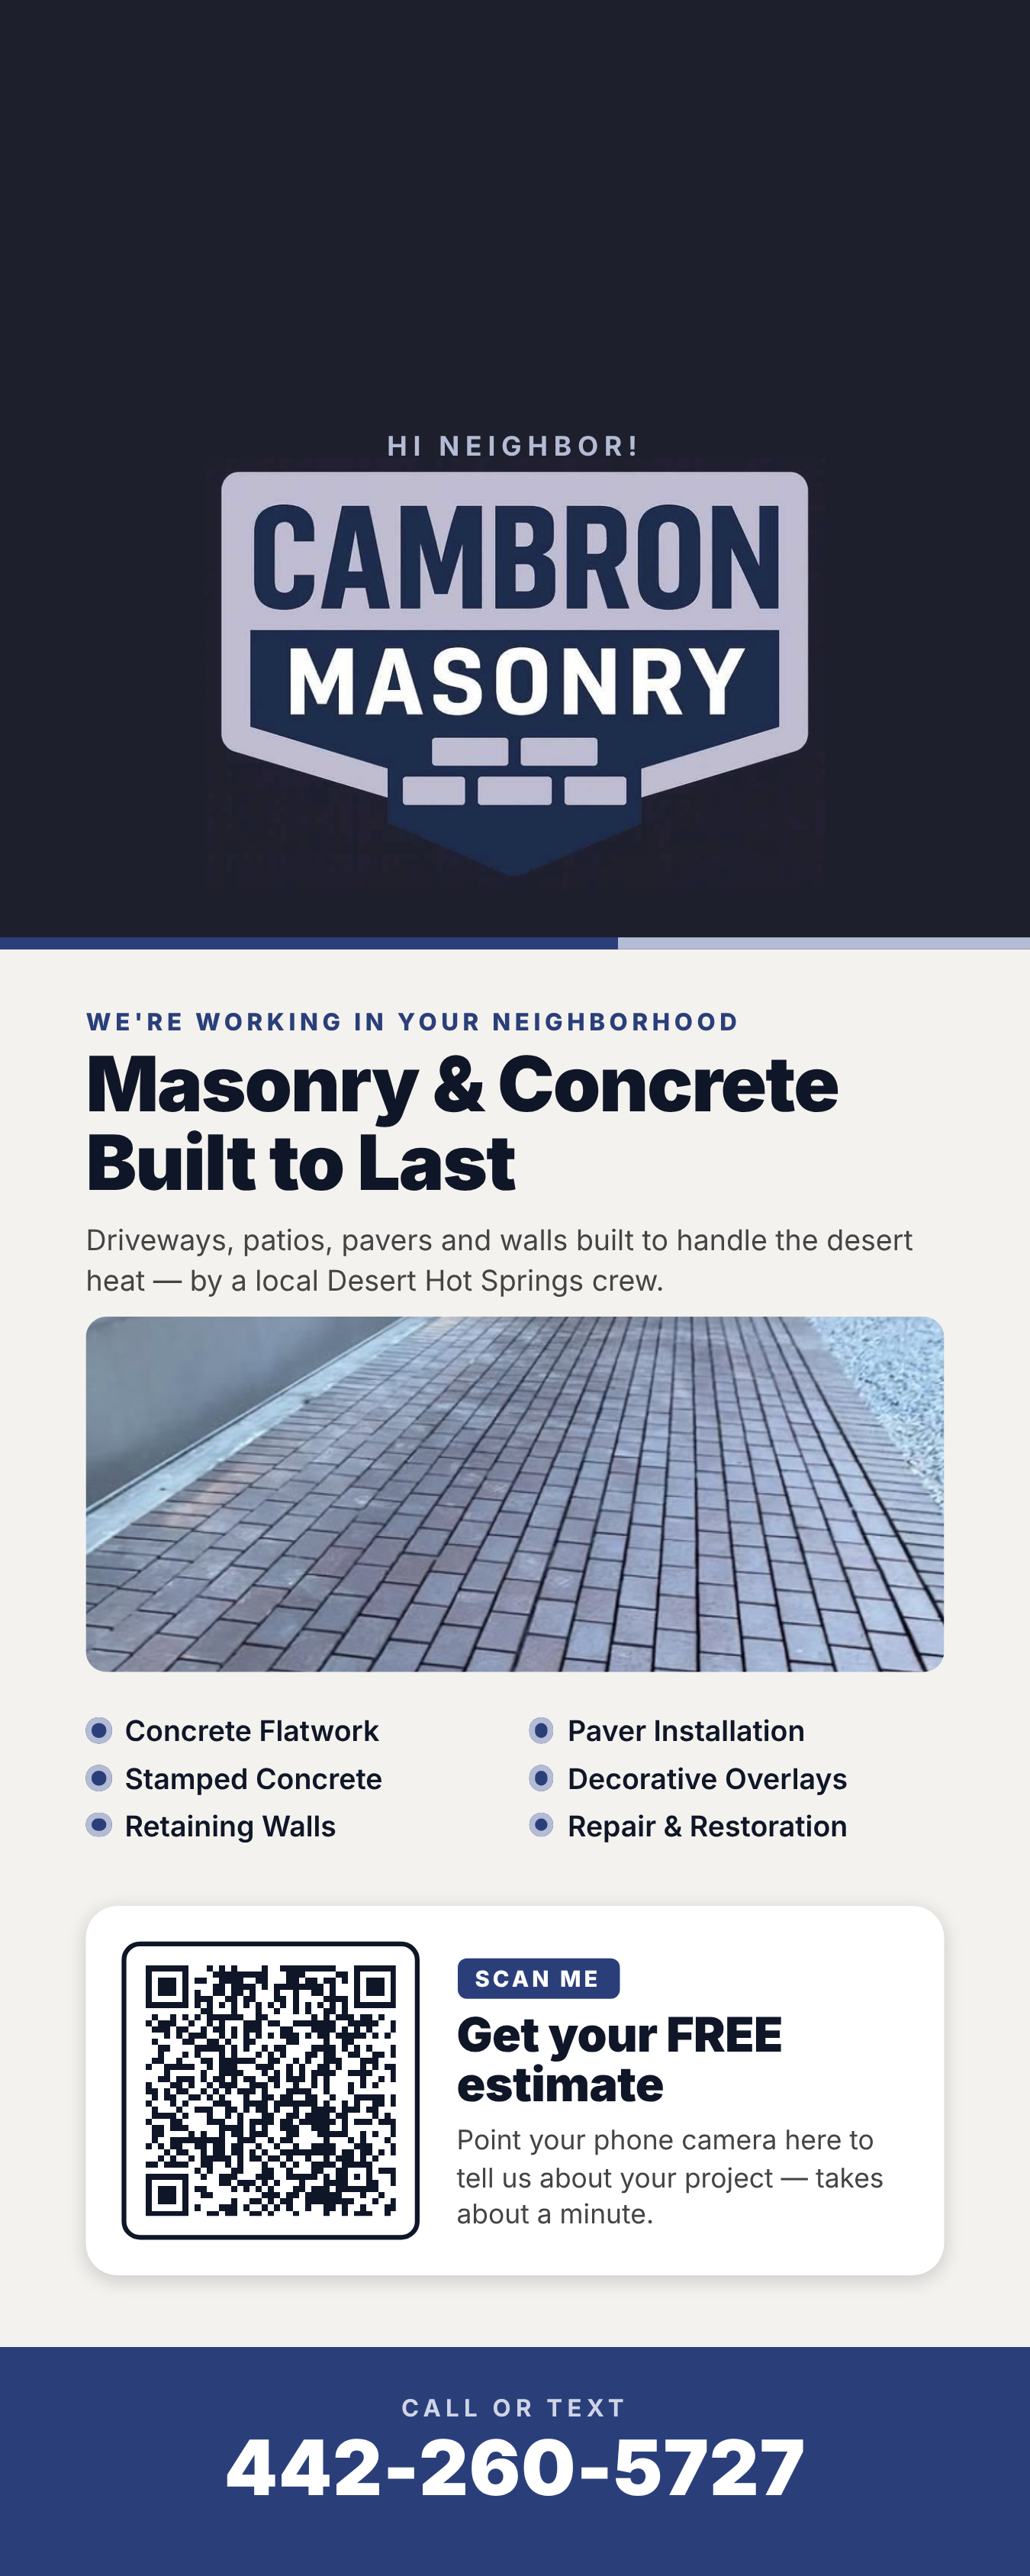 HI NEIGHBOR!
CAMBRON
MASONRY
WE'RE WORKING IN YOUR NEIGHBORHOOD
Masonry & Concrete
Built to Last
Driveways, patios, pavers and walls built to handle the desert
heat — by a local Desert Hot Springs crew.
Concrete Flatwork
Paver Installation
Stamped Concrete
Decorative Overlays
Retaining Walls
Repair & Restoration
SCAN ME
Get your FREE
estimate
Point your phone camera here to
tell us about your project — takes
about a minute.
CALL OR TEXT
442-260-5727